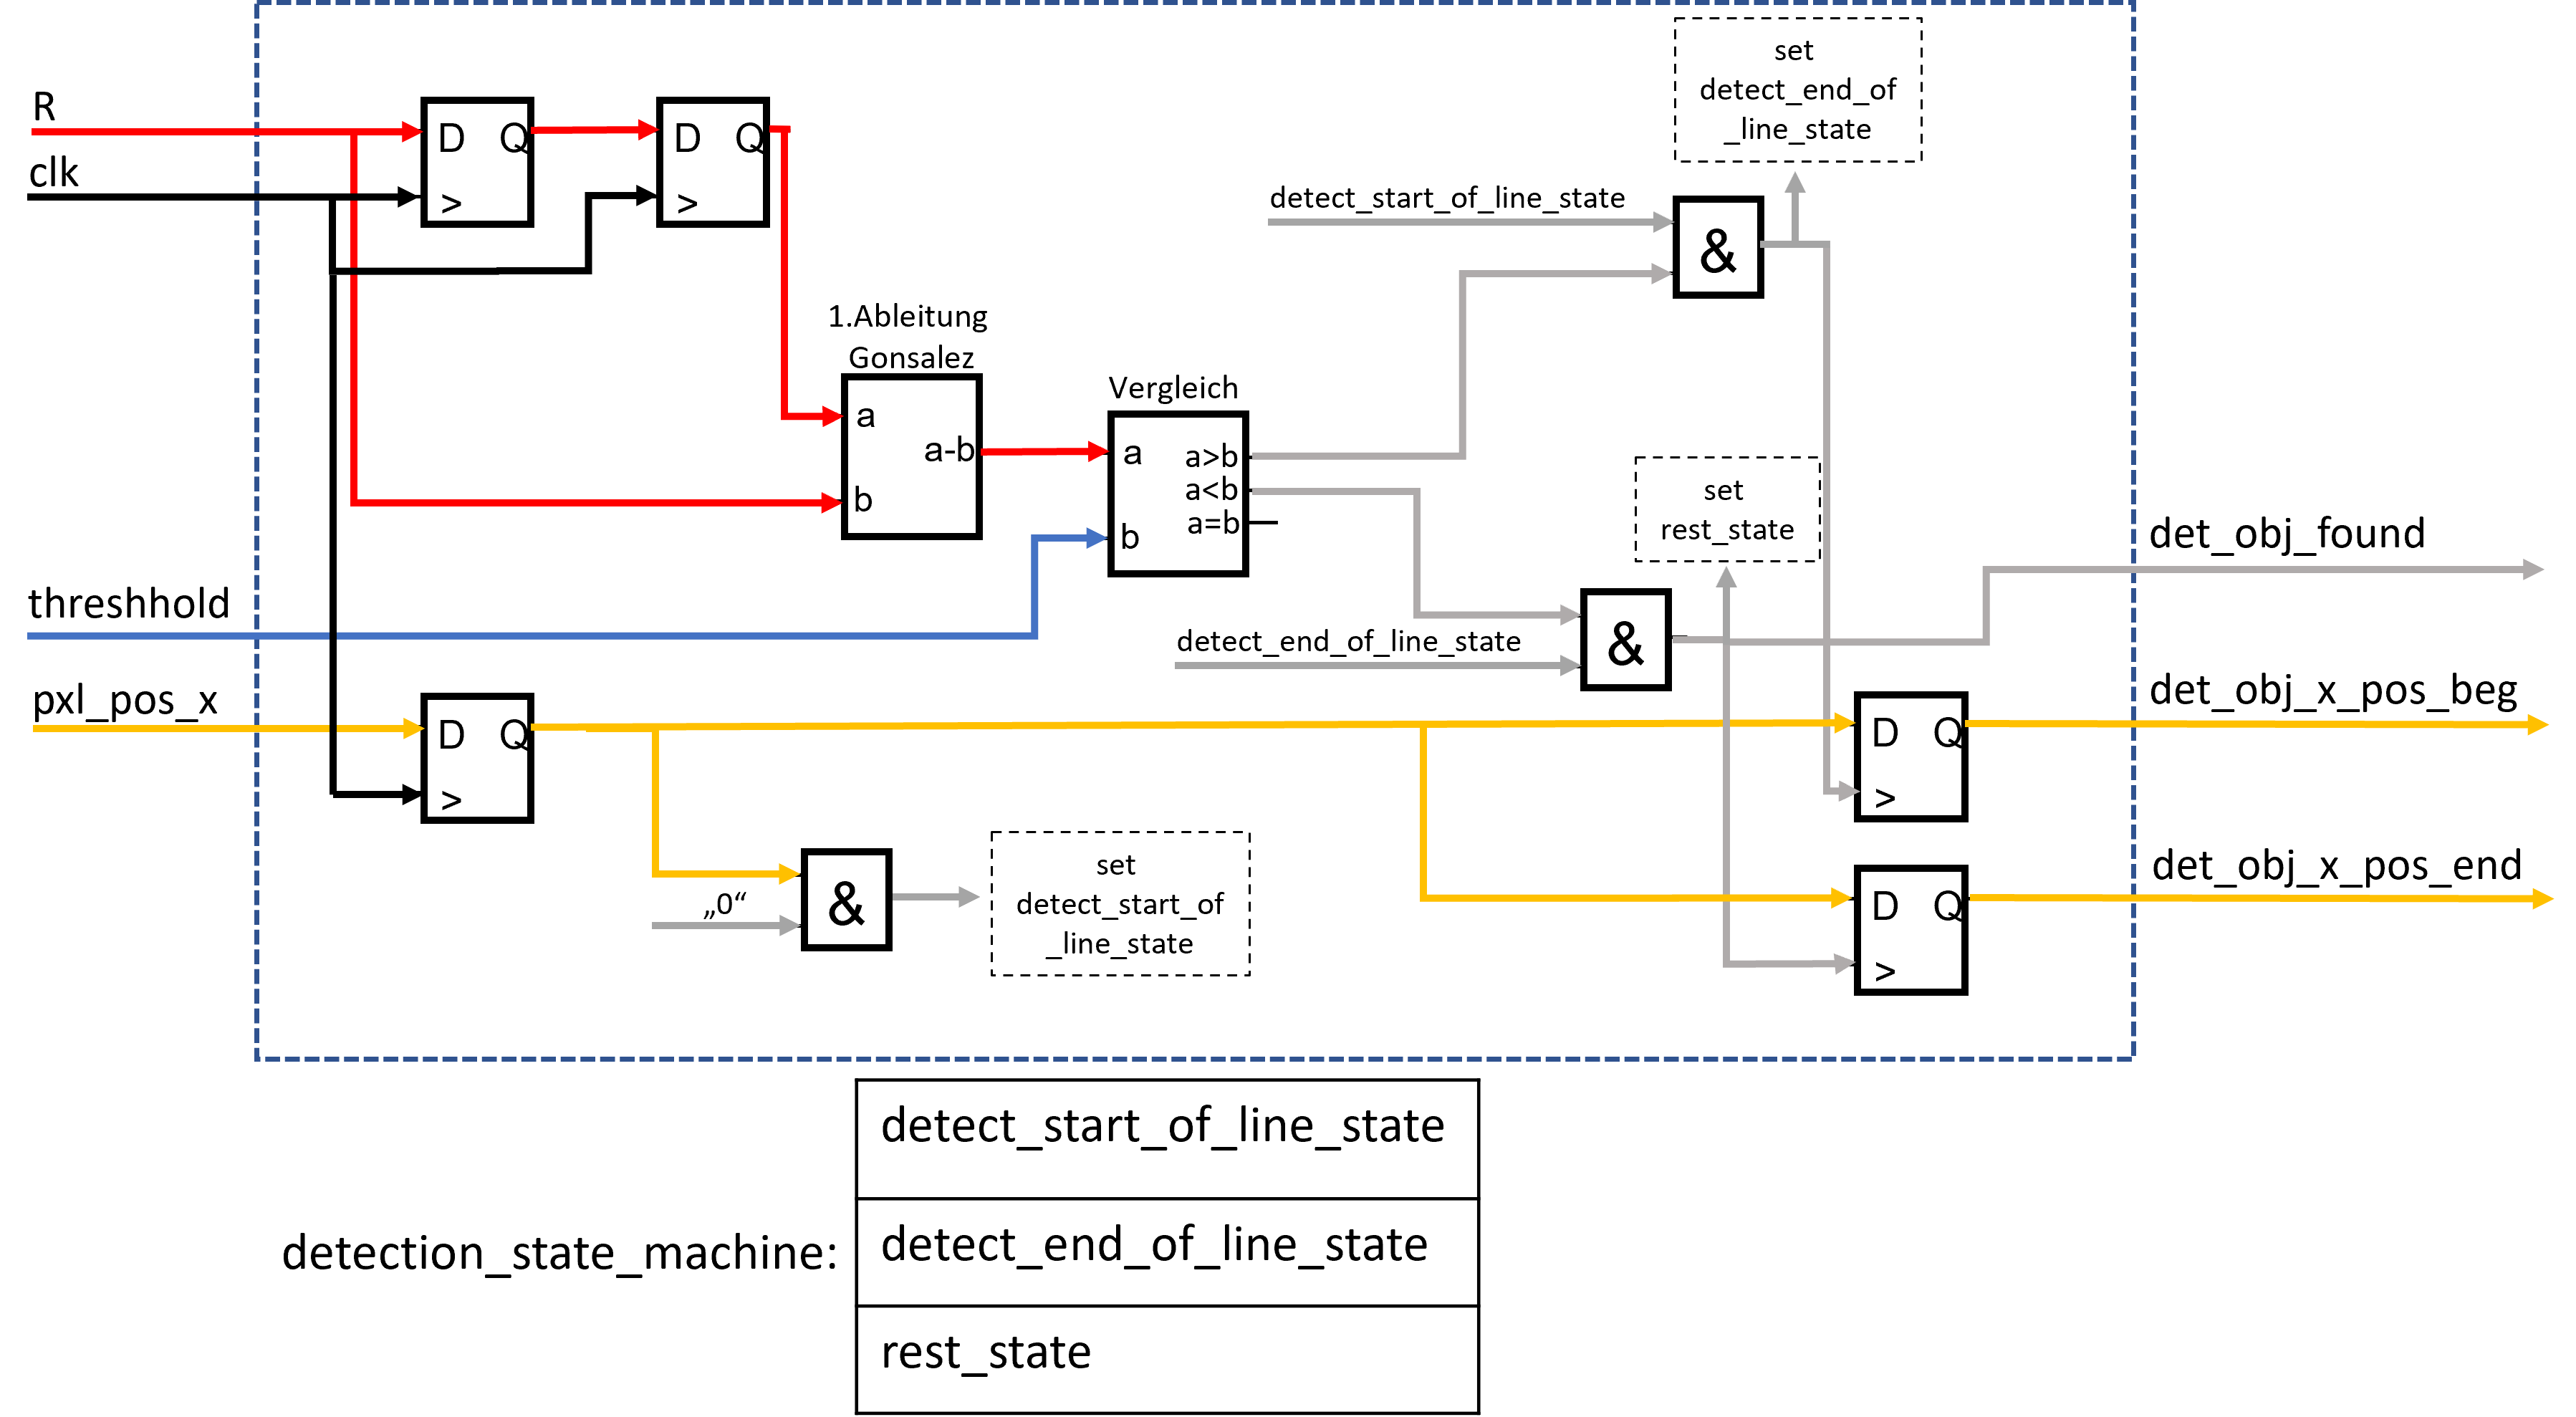 set
detect_end_of
_line_state
R
D Q
>
D Q
>
clk
detect_start_of_line_state
&
1.Ableitung
Gonsalez
a
a-b
b
Vergleich
a
a>b
a<b
a=b
b
set
rest_state
det_obj_found
threshhold
detect_end_of_line_state
&
pxl_pos_x
D Q
>
D Q
>
det_obj_x_pos_beg
„0“
&
set
detect_start_of
_line_state
D Q
>
det_obj_x_pos_end
detection_state_machine:
detect_start_of_line_state
detect_end_of_line_state
rest_state